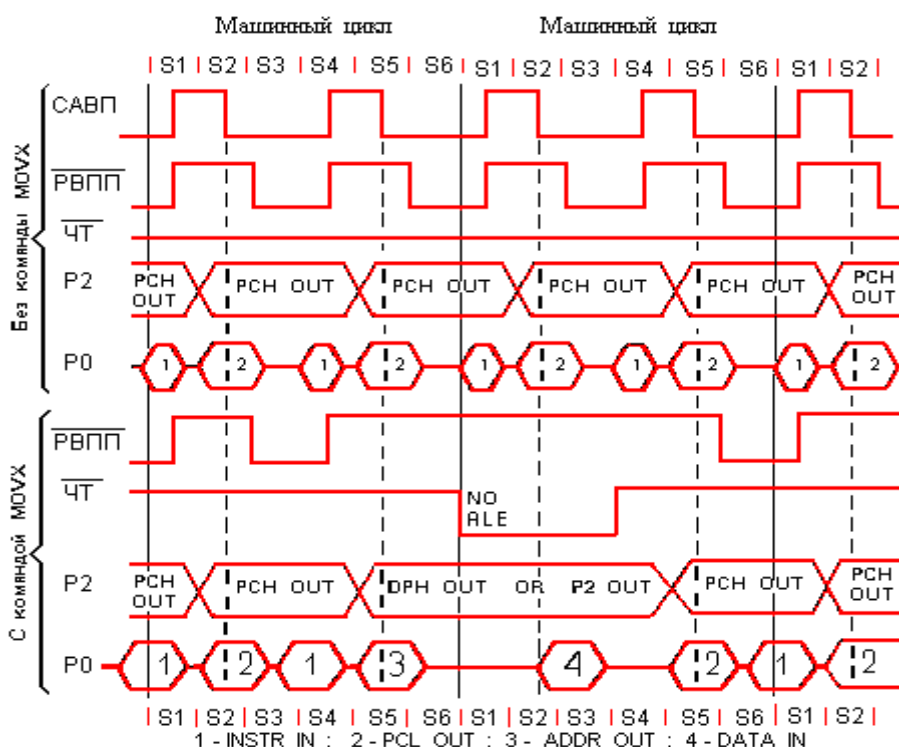 Машинный цикл Машинный цикл
S1 S2 S3 S4 S5 S6 S1 S2 S3 S4 S5 S6 S1 S2
Без команды MOVX
САВП
РВПП
ЧТ
P2 PCH OUT PCH OUT PCH OUT PCH OUT PCH OUT PCH OUT
P0 1 2 1 2 1 2 1 2 1 2
С командой MOVX
РВПП
ЧТ NO ALE
P2 PCH OUT PCH OUT DPH OUT OR P2 OUT PCH OUT PCH OUT
P0 1 2 1 3 4 2 1 2
S1 S2 S3 S4 S5 S6 S1 S2 S3 S4 S5 S6 S1 S2
1 - INSTR IN ; 2 - PCL OUT ; 3 - ADDR OUT ; 4 - DATA IN